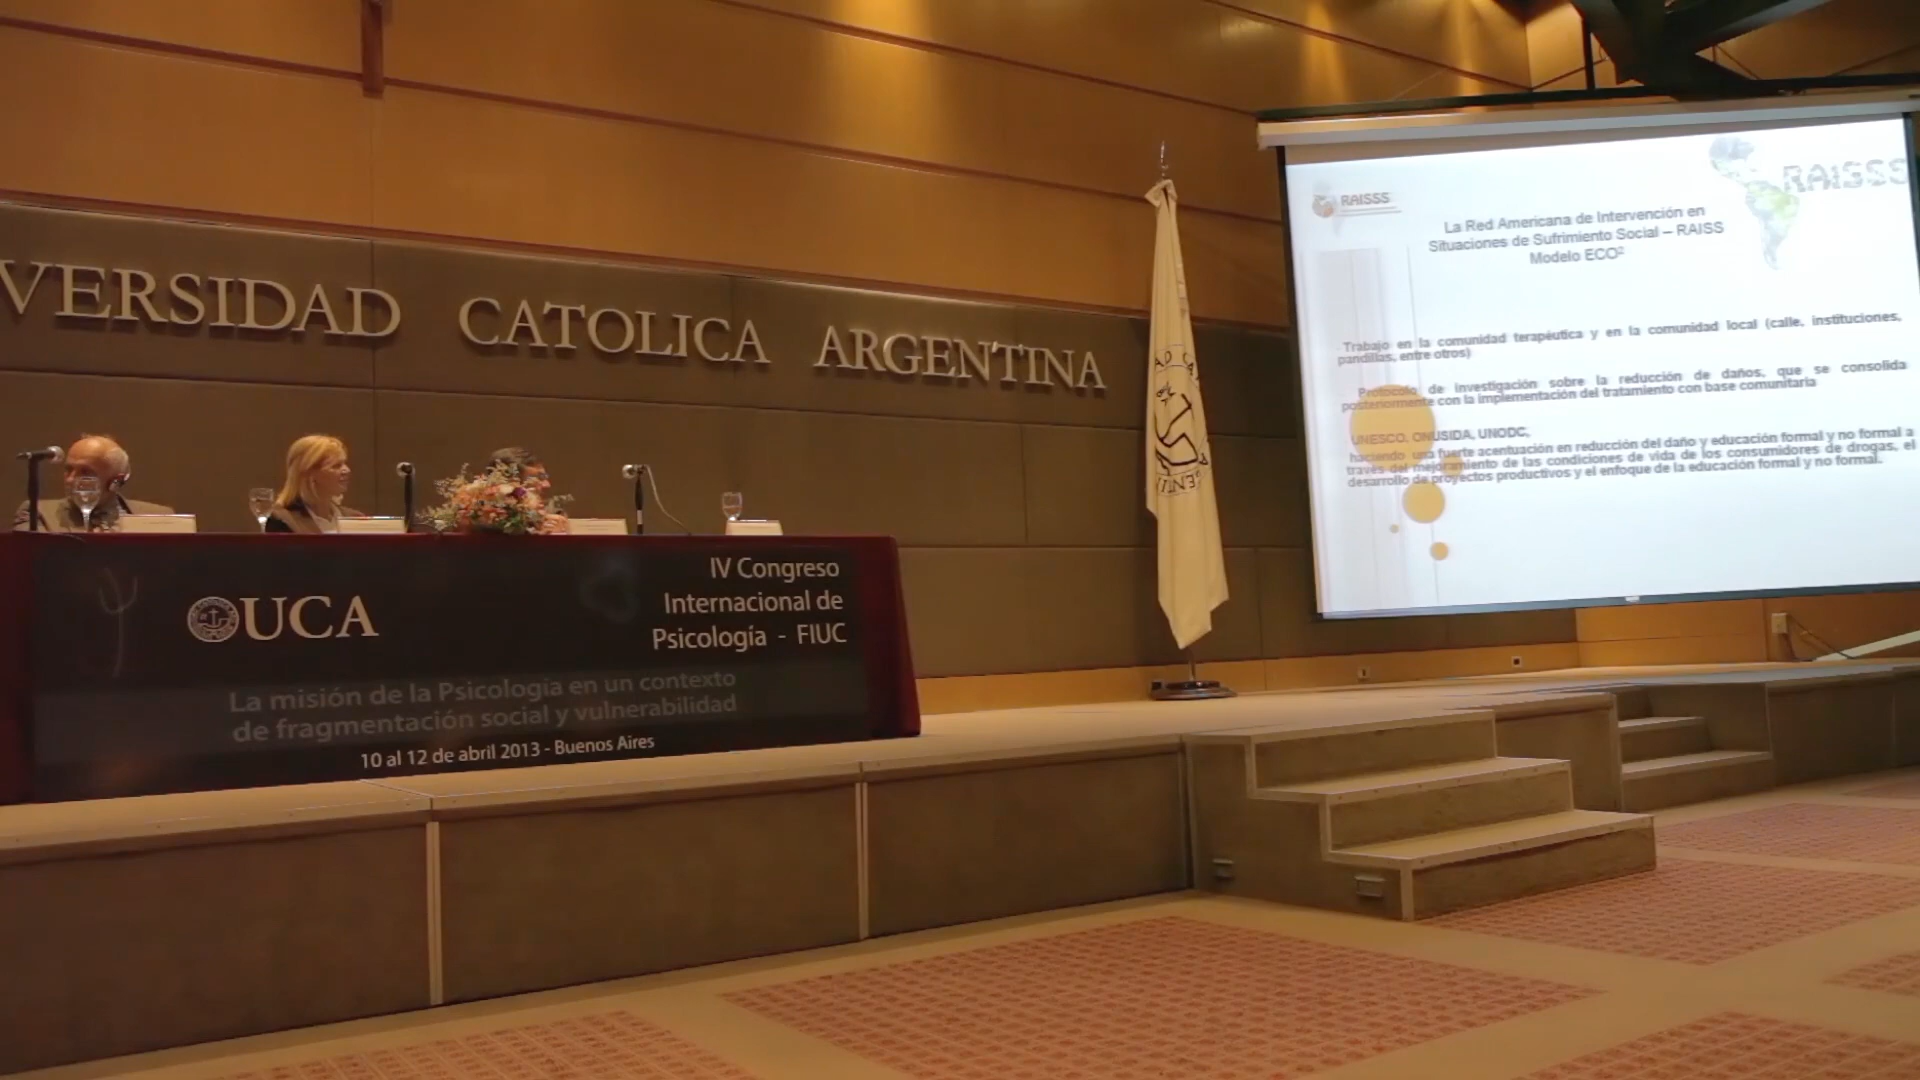 VERSIDAD CATOLICA ARGENTINA
UCA
IV Congreso
Internacional de
Psicología - FIUC
La misión de la Psicología en un contexto
de fragmentación social y vulnerabilidad
10 al 12 de abril 2013 - Buenos Aires
RAISSS
RAISSS
La Red Americana de Intervención en
Situaciones de Sufrimiento Social – RAISS
Modelo ECO²
Trabajo en la comunidad terapéutica y en la comunidad local (calle, instituciones,
pandillas, entre otros)
Protocolo de investigación sobre la reducción de daños, que se consolida
posteriormente con la implementación del tratamiento con base comunitaria
UNESCO, ONUSIDA, UNODC,
haciendo una fuerte acentuación en reducción del daño y educación formal y no formal a
través del mejoramiento de las condiciones de vida de los consumidores de drogas, el
desarrollo de proyectos productivos y el enfoque de la educación formal y no formal.